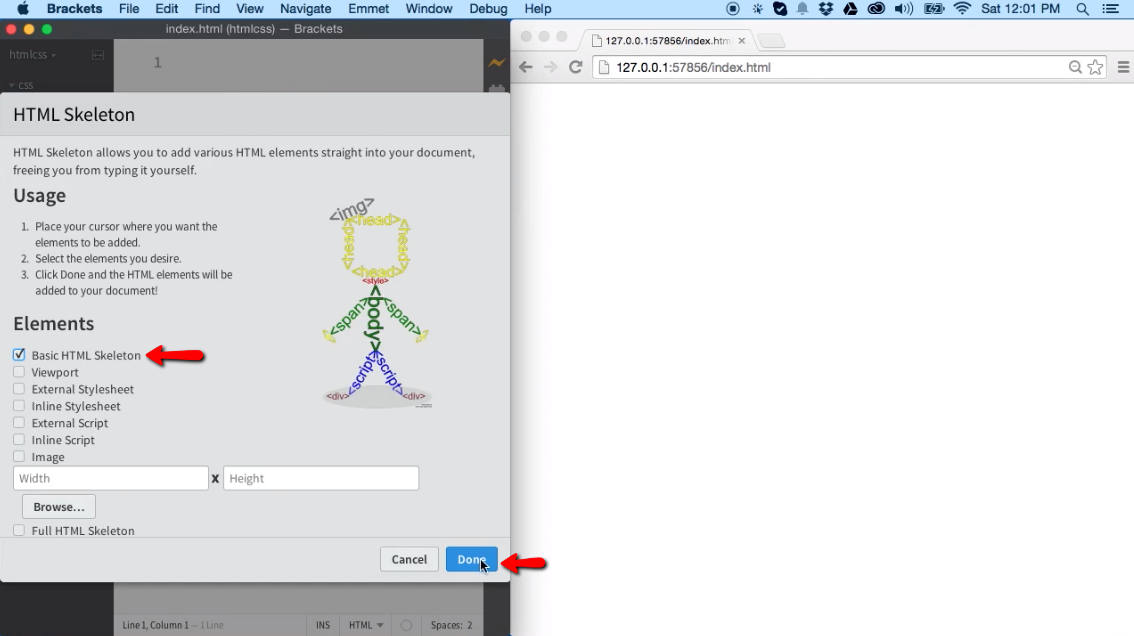 Brackets File Edit Find View Navigate Emmet Window Debug Help Sat 12:01 PM
index.html (htmlcss) — Brackets
127.0.0.1:57856/index.htm
127.0.0.1:57856/index.html
htmlcss
css
1
HTML Skeleton
HTML Skeleton allows you to add various HTML elements straight into your document,
freeing you from typing it yourself.
Usage
1. Place your cursor where you want the
elements to be added.
2. Select the elements you desire.
3. Click Done and the HTML elements will be
added to your document!
<img>
<head>
<head>
<head>
<head>
<style>
<span>
<body>
<span>
<script>
<script>
<div>
<div>
Elements
Basic HTML Skeleton
Viewport
External Stylesheet
Inline Stylesheet
External Script
Inline Script
Image
Width x Height
Browse...
Full HTML Skeleton
Cancel Done
Line 1, Column 1 — 1 Line INS HTML Spaces: 2